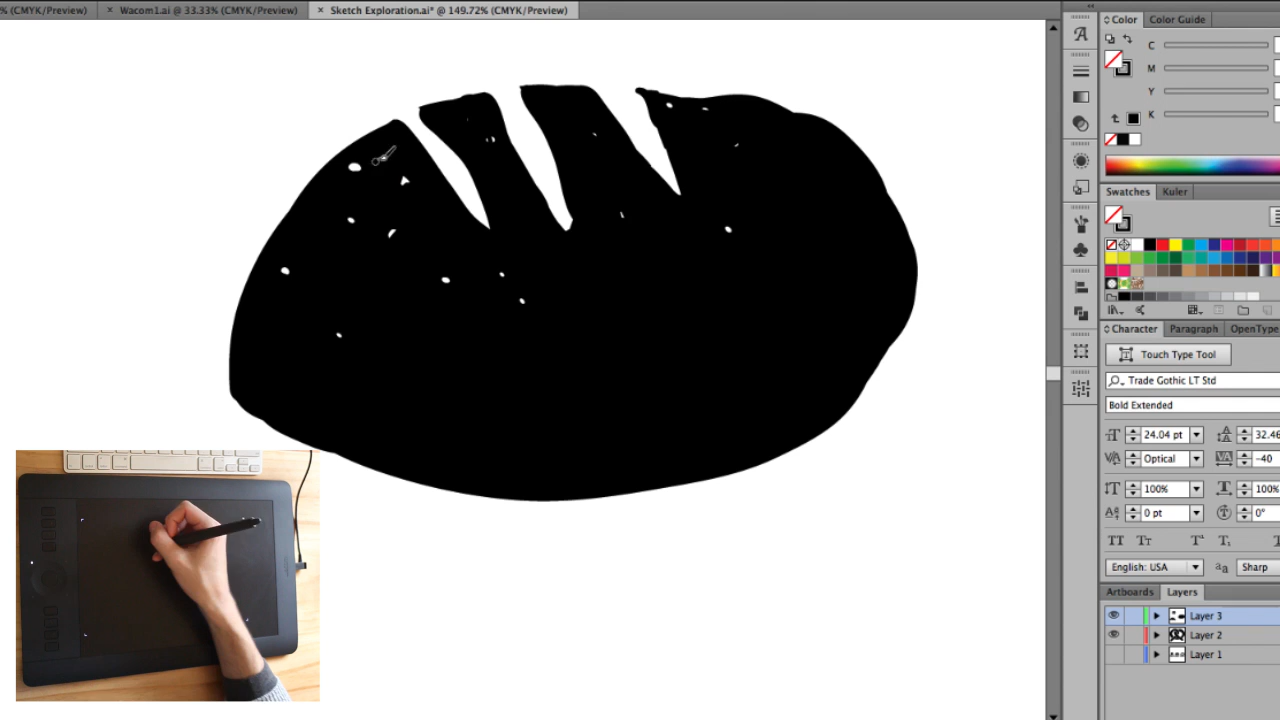 % (CMYK/Preview) × Wacom1.ai @ 33.33% (CMYK/Preview) × Sketch Exploration.ai* @ 149.72% (CMYK/Preview)
Color Color Guide
C
M
Y
K
Swatches Kuler
Character Paragraph OpenType
Touch Type Tool
Trade Gothic LT Std
Bold Extended
24.04 pt 32.46
Optical -40
100% 100%
0 pt 0°
English: USA Sharp
Artboards Layers
Layer 3
Layer 2
Layer 1